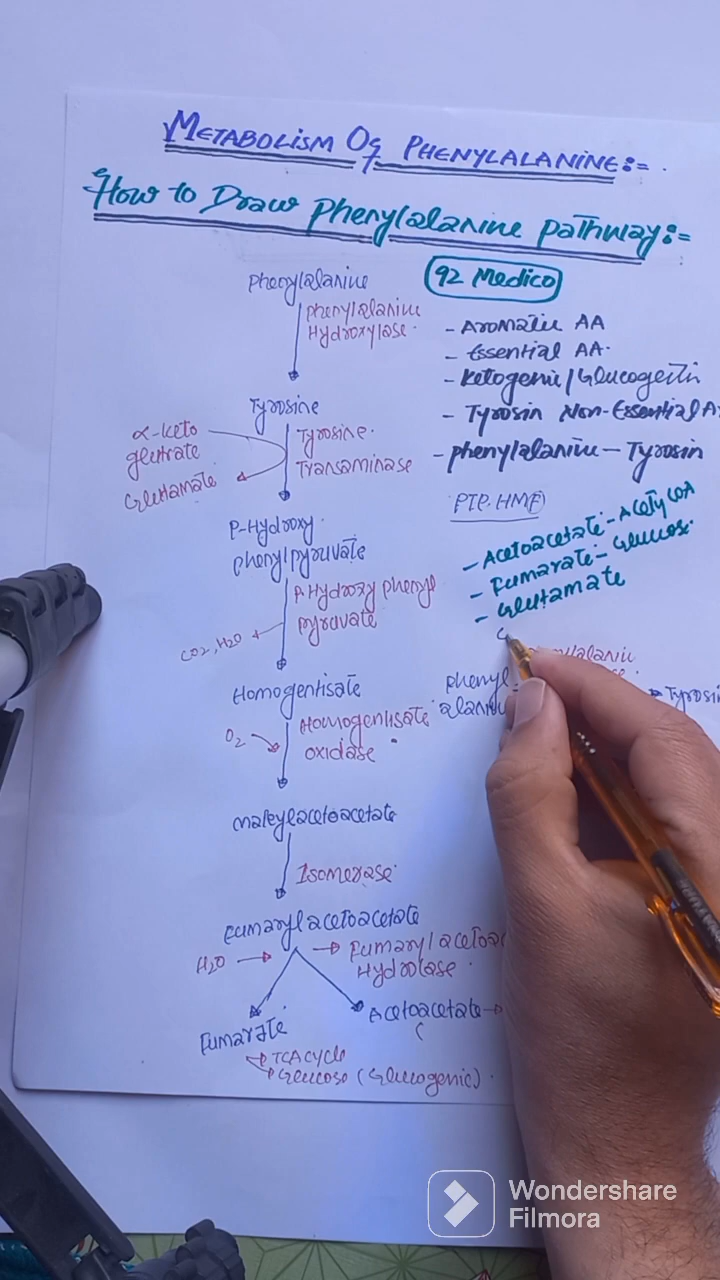 METABOLISM Of PHENYLALANINE:=.
How to Draw Phenylalanine pathway:=
92 Medico
Phenylalanine
Phenylalanine
Hydroxylase.
- Aromatic AA
- Essential AA.
- Ketogenic/Glucogenic
- Tyrosin Non-Essential A
- phenylalanine - Tyrosin
Tyrosine
α-keto
glutrate
Glutamate
Tyrosine.
Transaminase
PTP.HMF
P-Hydroxy.
phenylpyruvate
- Acetoacetate - Acetyl COA
- Fumarate - Glucose.
- Glutamate
P.Hydroxy phenyl
pyruvate
CO2, H2O
Homogentisate
phenyl
alanine
Tyrosin
O2
Homogentisate
oxidase.
maleylacetoacetate
Isomerase.
Fumarylacetoacetate
H2O
Fumarylacetoac
Hydrolase.
Fumarate
Acetoacetate
TCA cycle
Glucose (Glucogenic).
Wondershare
Filmora